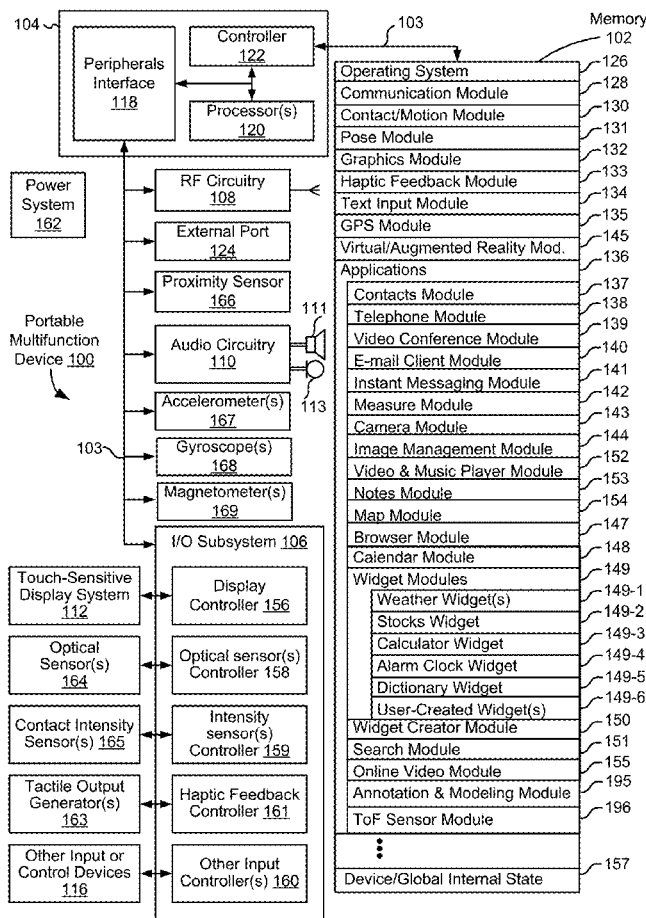 104
Peripherals
Interface
118
Controller
122
Processor(s)
120
103
Memory
102
Power
System
162
Portable
Multifunction
Device 100
RF Circuitry
108
External Port
124
Proximity Sensor
166
Audio Circuitry
110
111
113
Accelerometer(s)
167
103
Gyroscope(s)
168
Magnetometer(s)
169
I/O Subsystem 106
Touch-Sensitive
Display System
112
Display
Controller 156
Optical
Sensor(s)
164
Optical sensor(s)
Controller 158
Contact Intensity
Sensor(s) 165
Intensity
sensor(s)
Controller 159
Tactile Output
Generator(s)
163
Haptic Feedback
Controller
161
Other Input or
Control Devices
116
Other Input
Controller(s) 160
Operating System 126
Communication Module 128
Contact/Motion Module 130
Pose Module 131
Graphics Module 132
Haptic Feedback Module 133
Text Input Module 134
GPS Module 135
Virtual/Augmented Reality Mod. 145
Applications 136
Contacts Module 137
Telephone Module 138
Video Conference Module 139
E-mail Client Module 140
Instant Messaging Module 141
Measure Module 142
Camera Module 143
Image Management Module 144
Video & Music Player Module 152
Notes Module 153
Map Module 154
Browser Module 147
Calendar Module 148
Widget Modules 149
Weather Widget(s) 149-1
Stocks Widget 149-2
Calculator Widget 149-3
Alarm Clock Widget 149-4
Dictionary Widget 149-5
User-Created Widget(s) 149-6
Widget Creator Module 150
Search Module 151
Online Video Module 155
Annotation & Modeling Module 195
ToF Sensor Module 196
Device/Global Internal State 157